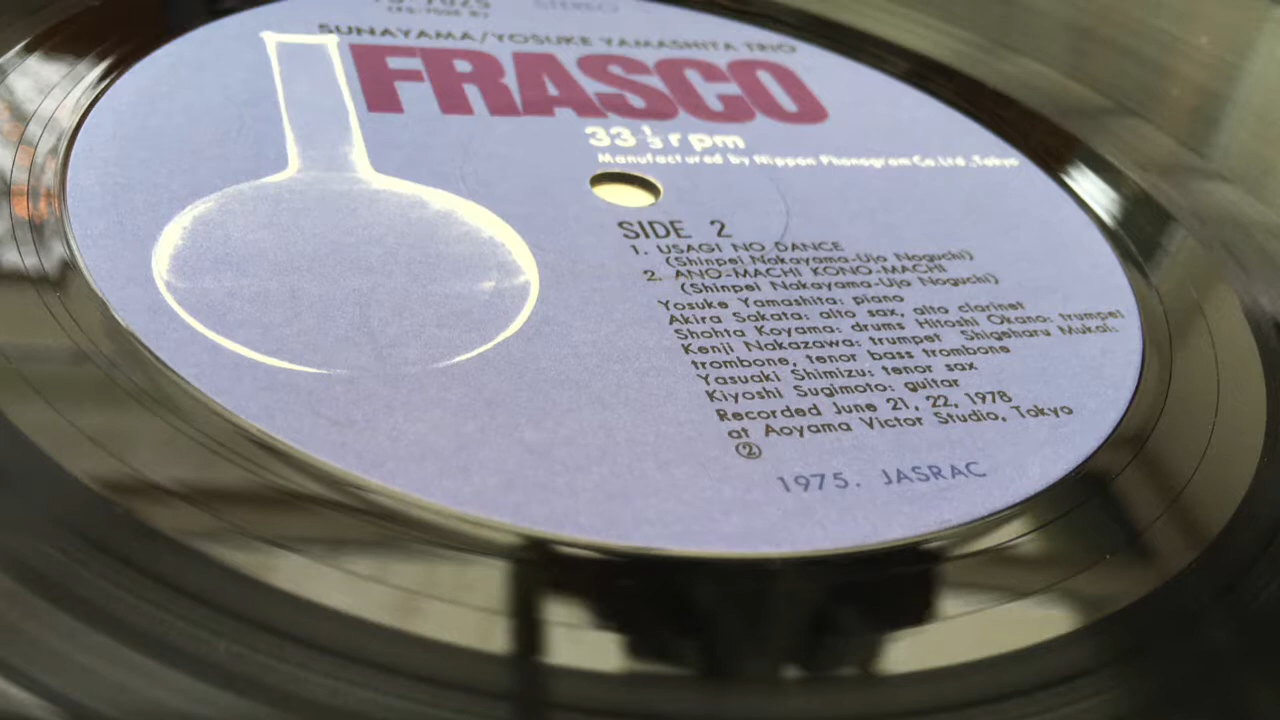 STEREO
SUNAYAMA/YOSUKE YAMASHITA TRIO
FRASCO
33 1/3 rpm
Manufactured by Nippon Phonogram Co. Ltd., Tokyo
SIDE 2
1. USAGI NO DANCE
(Shinpei Nakayama-Ujo Noguchi)
2. ANO-MACHI KONO-MACHI
(Shinpei Nakayama-Ujo Noguchi)
Yosuke Yamashita: piano
Akira Sakata: alto sax, alto clarinet
Shohta Koyama: drums Hitoshi Okano: trumpet
Kenji Nakazawa: trumpet Shigeharu Mukai:
trombone, tenor bass trombone
Yasuaki Shimizu: tenor sax
Kiyoshi Sugimoto: guitar
Recorded June 21, 22, 1978
at Aoyama Victor Studio, Tokyo
②
1975. JASRAC